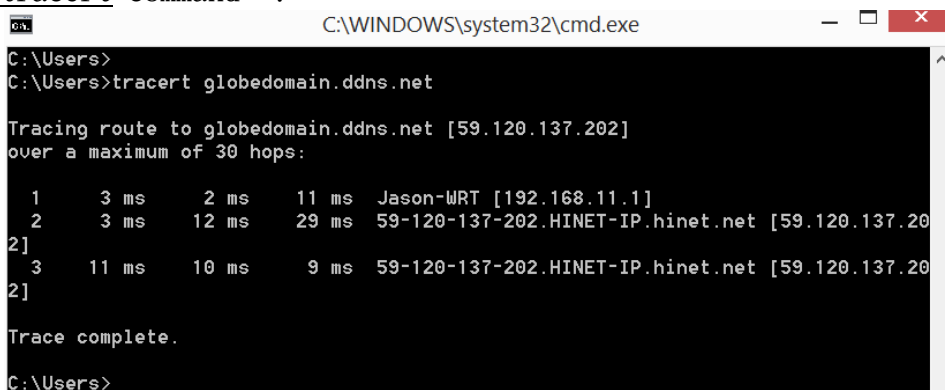 C:\WINDOWS\system32\cmd.exe
C:\Users>
C:\Users>tracert globedomain.ddns.net
Tracing route to globedomain.ddns.net [59.120.137.202]
over a maximum of 30 hops:
1 3 ms 2 ms 11 ms Jason-WRT [192.168.11.1]
2 3 ms 12 ms 29 ms 59-120-137-202.HINET-IP.hinet.net [59.120.137.20
2]
3 11 ms 10 ms 9 ms 59-120-137-202.HINET-IP.hinet.net [59.120.137.20
2]
Trace complete.
C:\Users>